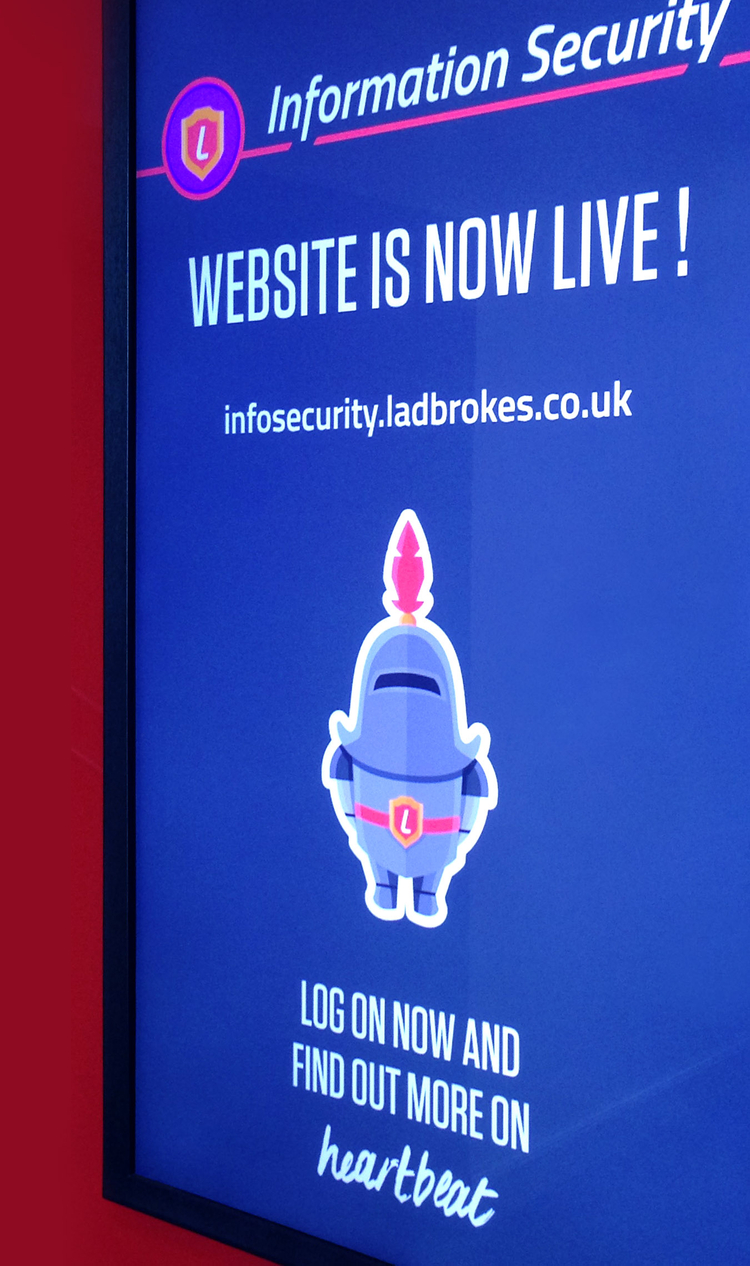 L
Information Security
WEBSITE IS NOW LIVE !
infosecurity.ladbrokes.co.uk
L
LOG ON NOW AND
FIND OUT MORE ON
heartbeat